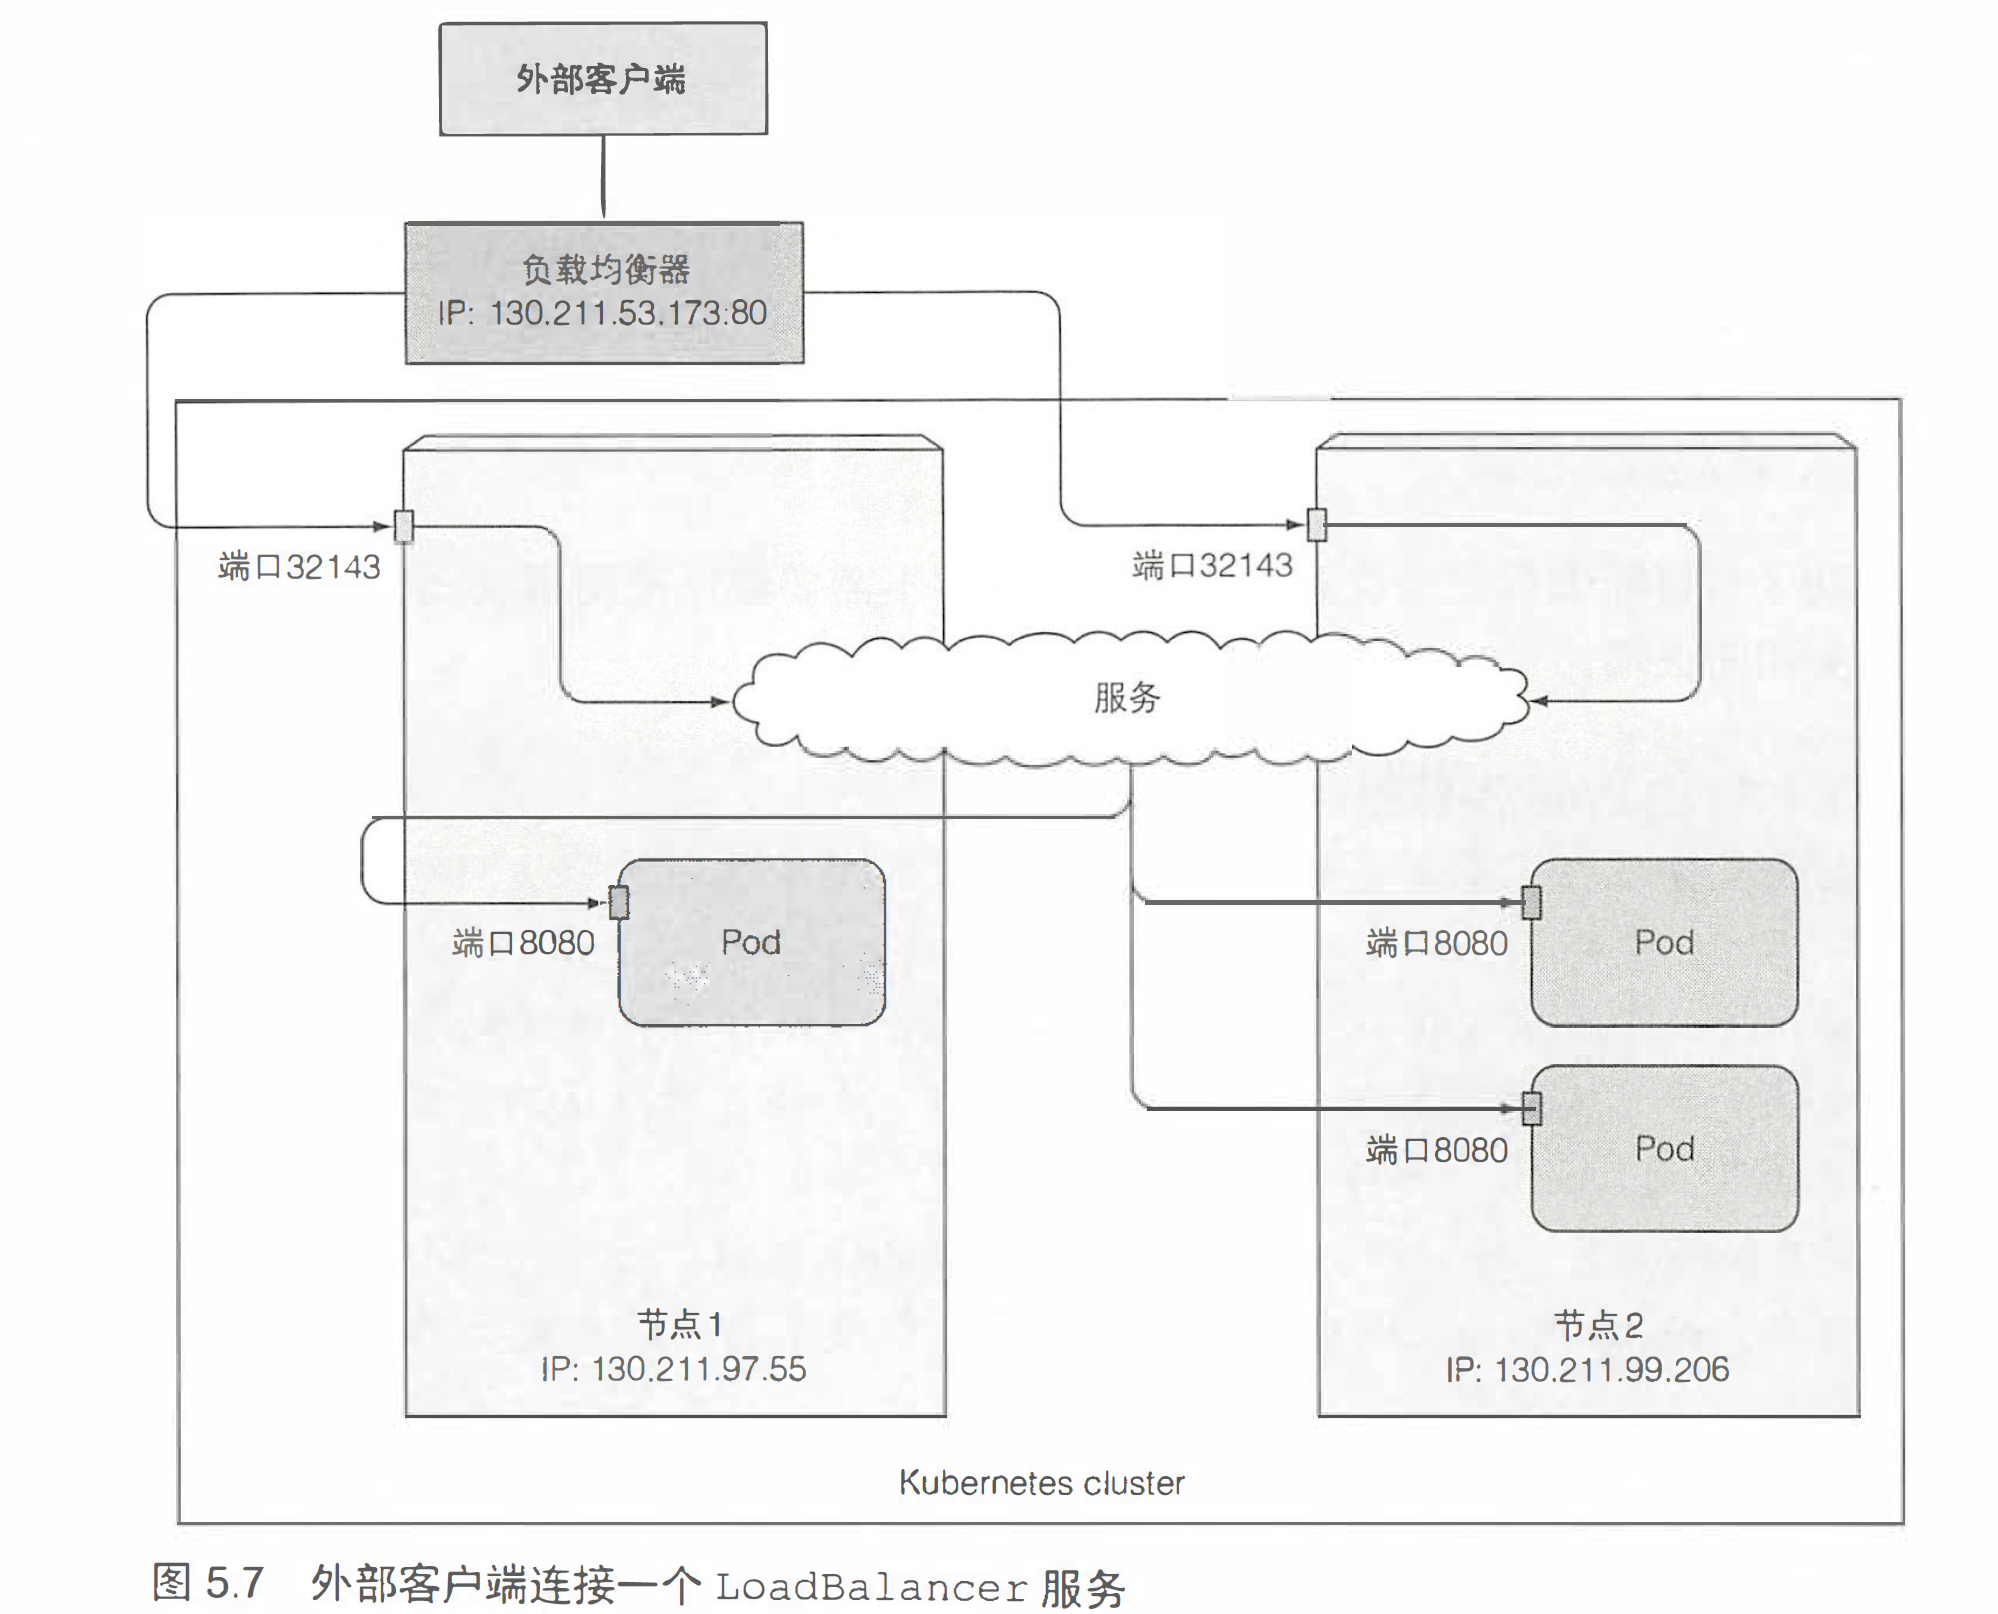 外部客户端
负载均衡器
IP: 130.211.53.173:80
端口32143
端口32143
服务
端口8080
Pod
端口8080
Pod
端口8080
Pod
节点1
IP: 130.211.97.55
节点2
IP: 130.211.99.206
Kubernetes cluster
图 5.7 外部客户端连接一个 LoadBalancer 服务